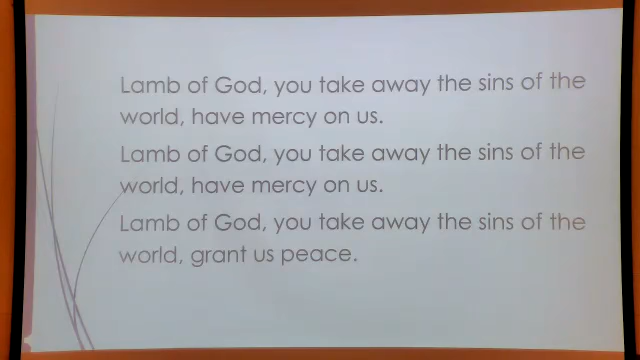 Lamb of God, you take away the sins of the
world, have mercy on us.
Lamb of God, you take away the sins of the
world, have mercy on us.
Lamb of God, you take away the sins of the
world, grant us peace.